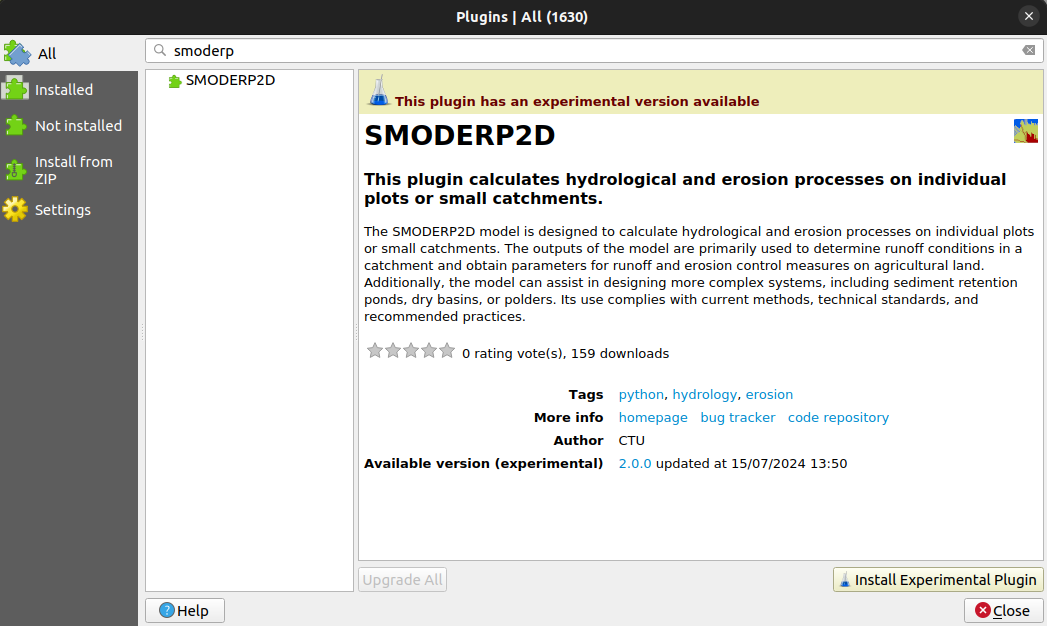 Plugins | All (1630)
All
Installed
Not installed
Install from
ZIP
Settings
smoderp
SMODERP2D
This plugin has an experimental version available
SMODERP2D
This plugin calculates hydrological and erosion processes on individual
plots or small catchments.
The SMODERP2D model is designed to calculate hydrological and erosion processes on individual plots
or small catchments. The outputs of the model are primarily used to determine runoff conditions in a
catchment and obtain parameters for runoff and erosion control measures on agricultural land.
Additionally, the model can assist in designing more complex systems, including sediment retention
ponds, dry basins, or polders. Its use complies with current methods, technical standards, and
recommended practices.
0 rating vote(s), 159 downloads
Tags python, hydrology, erosion
More info homepage bug tracker code repository
Author CTU
Available version (experimental) 2.0.0 updated at 15/07/2024 13:50
Upgrade All
Install Experimental Plugin
Help
Close